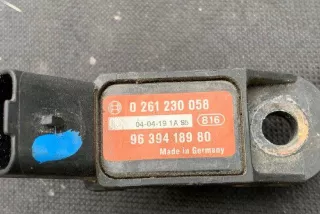 0 261 230 058
04-04-19 1A 8b B16
96 394 189 80
Made in Germany